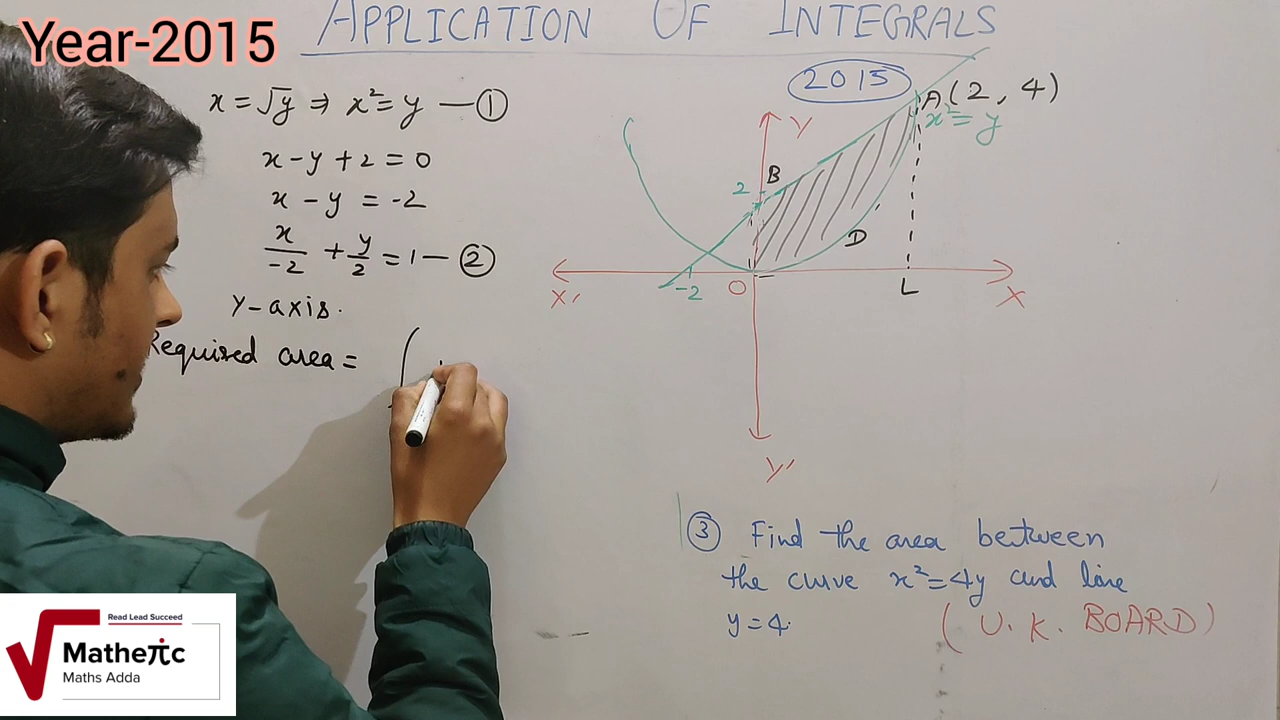 APPLICATION OF INTEGRALS
Year-2015
2015
x = √y ⇒ x² = y — ①
x - y + 2 = 0
x - y = -2
x/-2 + y/2 = 1 — ②
Y-axis.
Required area =
A(2, 4)
x² = y
Y
B
2
D
-2
O
L
X'
X
Y'
③ Find the area between
the curve x²=4y and line
y=4.
(U.K. BOARD)
Read Lead Succeed
Matheπc
Maths Adda